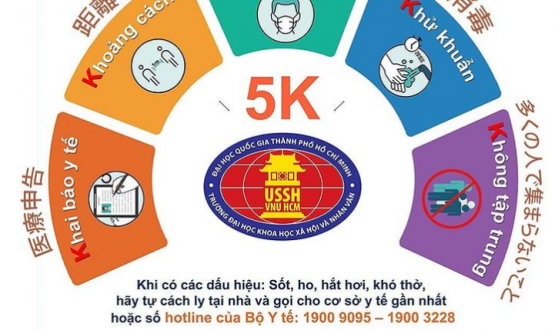 距離
消毒
Khoảng cách
Khử khuẩn
5K
Khai báo y tế
Không tập trung
医療申告
多くの人で集まらないこと
ĐẠI HỌC QUỐC GIA THÀNH PHỐ HỒ CHÍ MINH
USSH
VNU HCM
TRƯỜNG ĐẠI HỌC KHOA HỌC XÃ HỘI VÀ NHÂN VĂN
Khi có các dấu hiệu: Sốt, ho, hắt hơi, khó thở,
hãy tự cách ly tại nhà và gọi cho cơ sở y tế gần nhất
hoặc số hotline của Bộ Y tế: 1900 9095 – 1900 3228